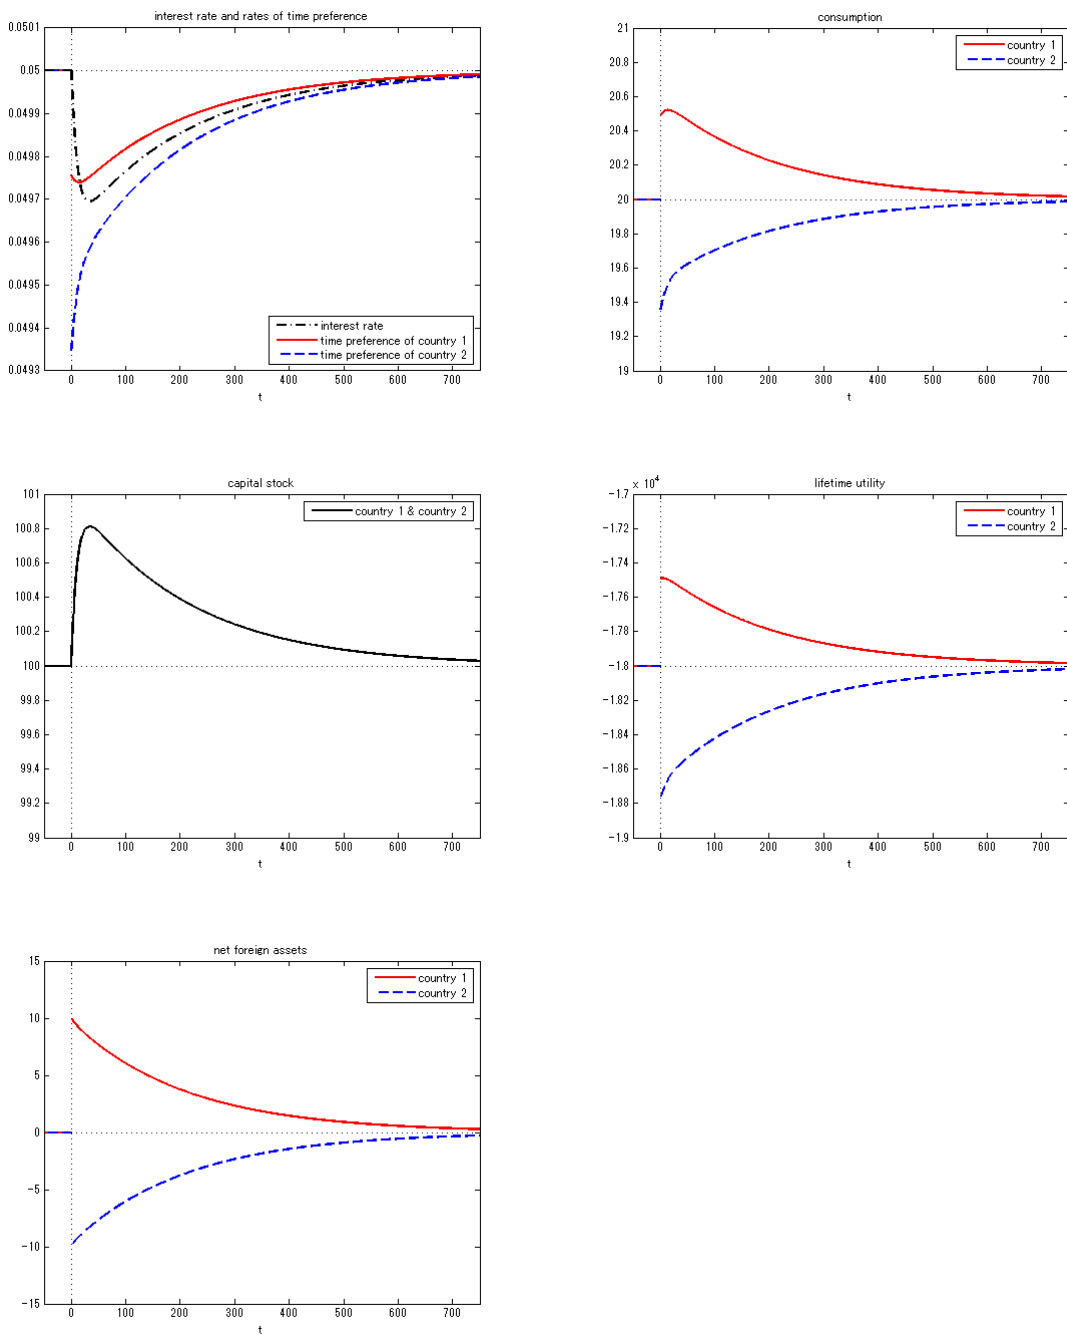 interest rate and rates of time preference
0.0501
0.05
0.0499
0.0498
0.0497
0.0496
0.0495
0.0494
0.0493
interest rate
time preference of country 1
time preference of country 2
0 100 200 300 400 500 600 700
t
consumption
21
20.8
20.6
20.4
20.2
20
19.8
19.6
19.4
19.2
19
country 1
country 2
0 100 200 300 400 500 600 700
t
capital stock
101
100.8
100.6
100.4
100.2
100
99.8
99.6
99.4
99.2
99
country 1 & country 2
0 100 200 300 400 500 600 700
t
lifetime utility
× 10⁴
-1.7
-1.72
-1.74
-1.76
-1.78
-1.8
-1.82
-1.84
-1.86
-1.88
-1.9
country 1
country 2
0 100 200 300 400 500 600 700
t
net foreign assets
15
10
5
0
-5
-10
-15
country 1
country 2
0 100 200 300 400 500 600 700
t